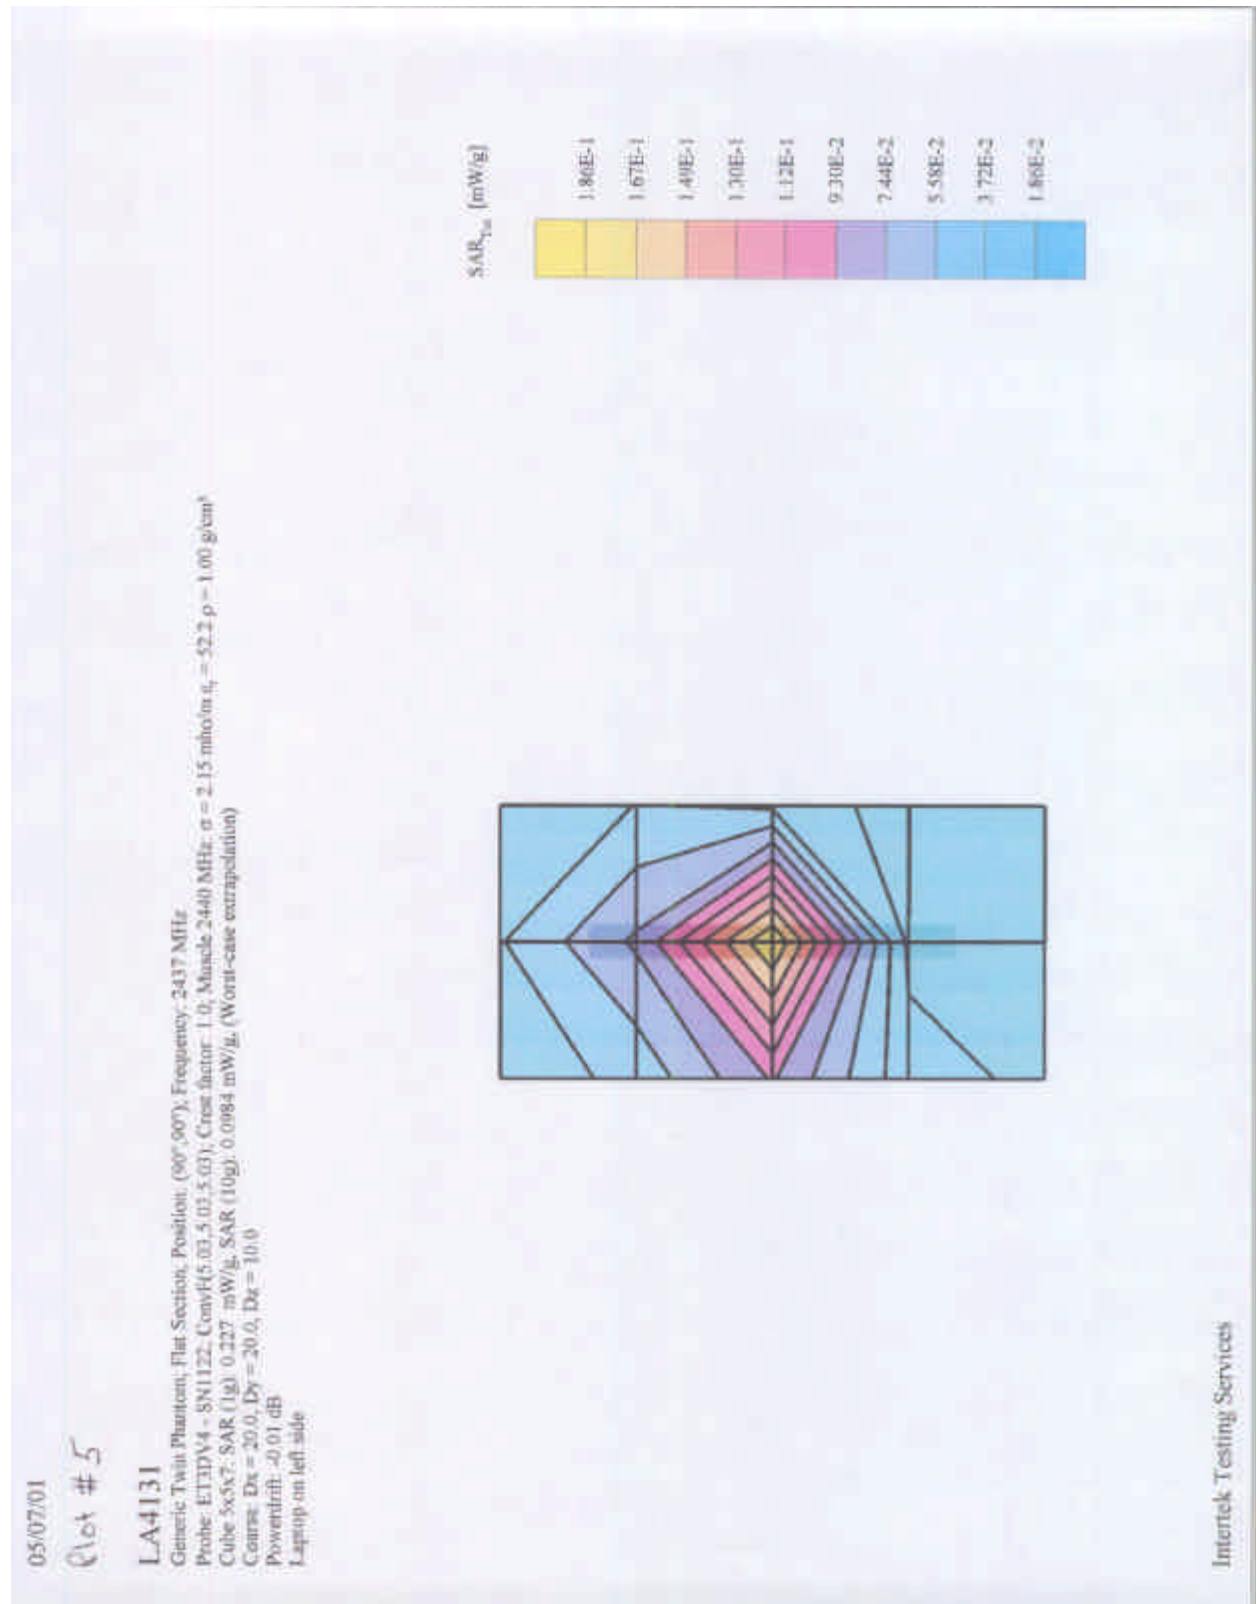 05/07/01
Plot #5
LA4131
Generic Twin Phantom; Flat Section; Position: (90°,90°); Frequency: 2437 MHz
Probe: ET3DV4 - SN1122; ConvF(5.03,5.03,5.03); Crest factor: 1.0; Muscle 2440 MHz: σ = 2.15 mho/m εr = 52.2 ρ = 1.00 g/cm³
Cube 5x5x7: SAR (1g): 0.227 mW/g, SAR (10g): 0.0984 mW/g, (Worst-case extrapolation)
Coarse: Dx = 20.0, Dy = 20.0, Dz = 10.0
Powerdrift: -0.01 dB
Laptop on left side
SARTot [mW/g]
1.86E-1
1.67E-1
1.49E-1
1.30E-1
1.12E-1
9.30E-2
7.44E-2
5.58E-2
3.72E-2
1.86E-2
Intertek Testing Services